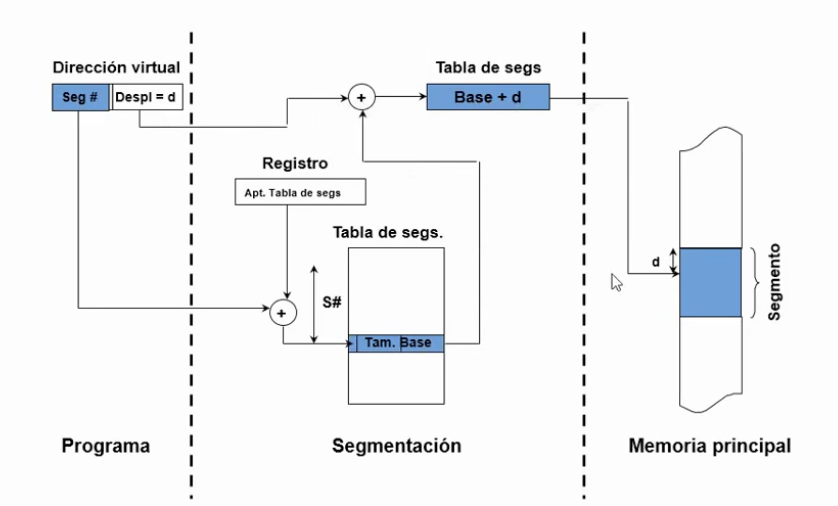 Dirección virtual
Seg #
Despl = d
Tabla de segs
Base + d
+
Registro
Apt. Tabla de segs
Tabla de segs.
S#
+
Tam. Base
d
Segmento
Programa
Segmentación
Memoria principal